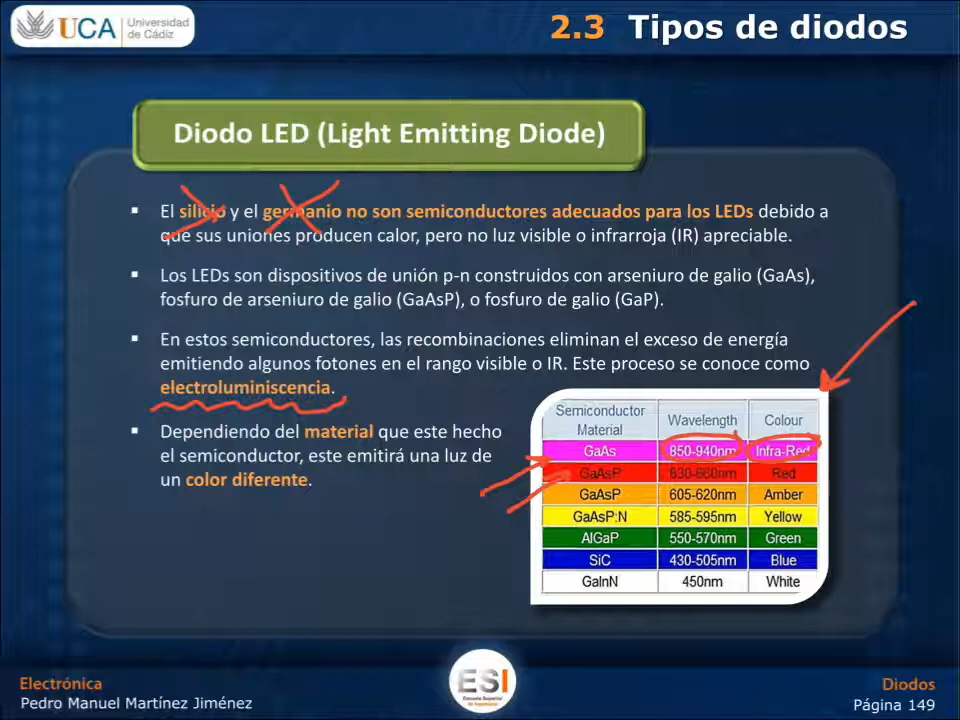 UCA Universidad
de Cádiz
2.3 Tipos de diodos
Diodo LED (Light Emitting Diode)
▪ El silicio y el germanio no son semiconductores adecuados para los LEDs debido a
que sus uniones producen calor, pero no luz visible o infrarroja (IR) apreciable.
▪ Los LEDs son dispositivos de unión p-n construidos con arseniuro de galio (GaAs),
fosfuro de arseniuro de galio (GaAsP), o fosfuro de galio (GaP).
▪ En estos semiconductores, las recombinaciones eliminan el exceso de energía
emitiendo algunos fotones en el rango visible o IR. Este proceso se conoce como
electroluminiscencia.
▪ Dependiendo del material que este hecho
el semiconductor, este emitirá una luz de
un color diferente.
Semiconductor
Material Wavelength Colour
GaAs 850-940nm Infra-Red
GaAsP 630-660nm Red
GaAsP 605-620nm Amber
GaAsP:N 585-595nm Yellow
AlGaP 550-570nm Green
SiC 430-505nm Blue
GaInN 450nm White
Electrónica
Pedro Manuel Martínez Jiménez
ESI
Escuela Superior
de Ingeniería
Diodos
Página 149